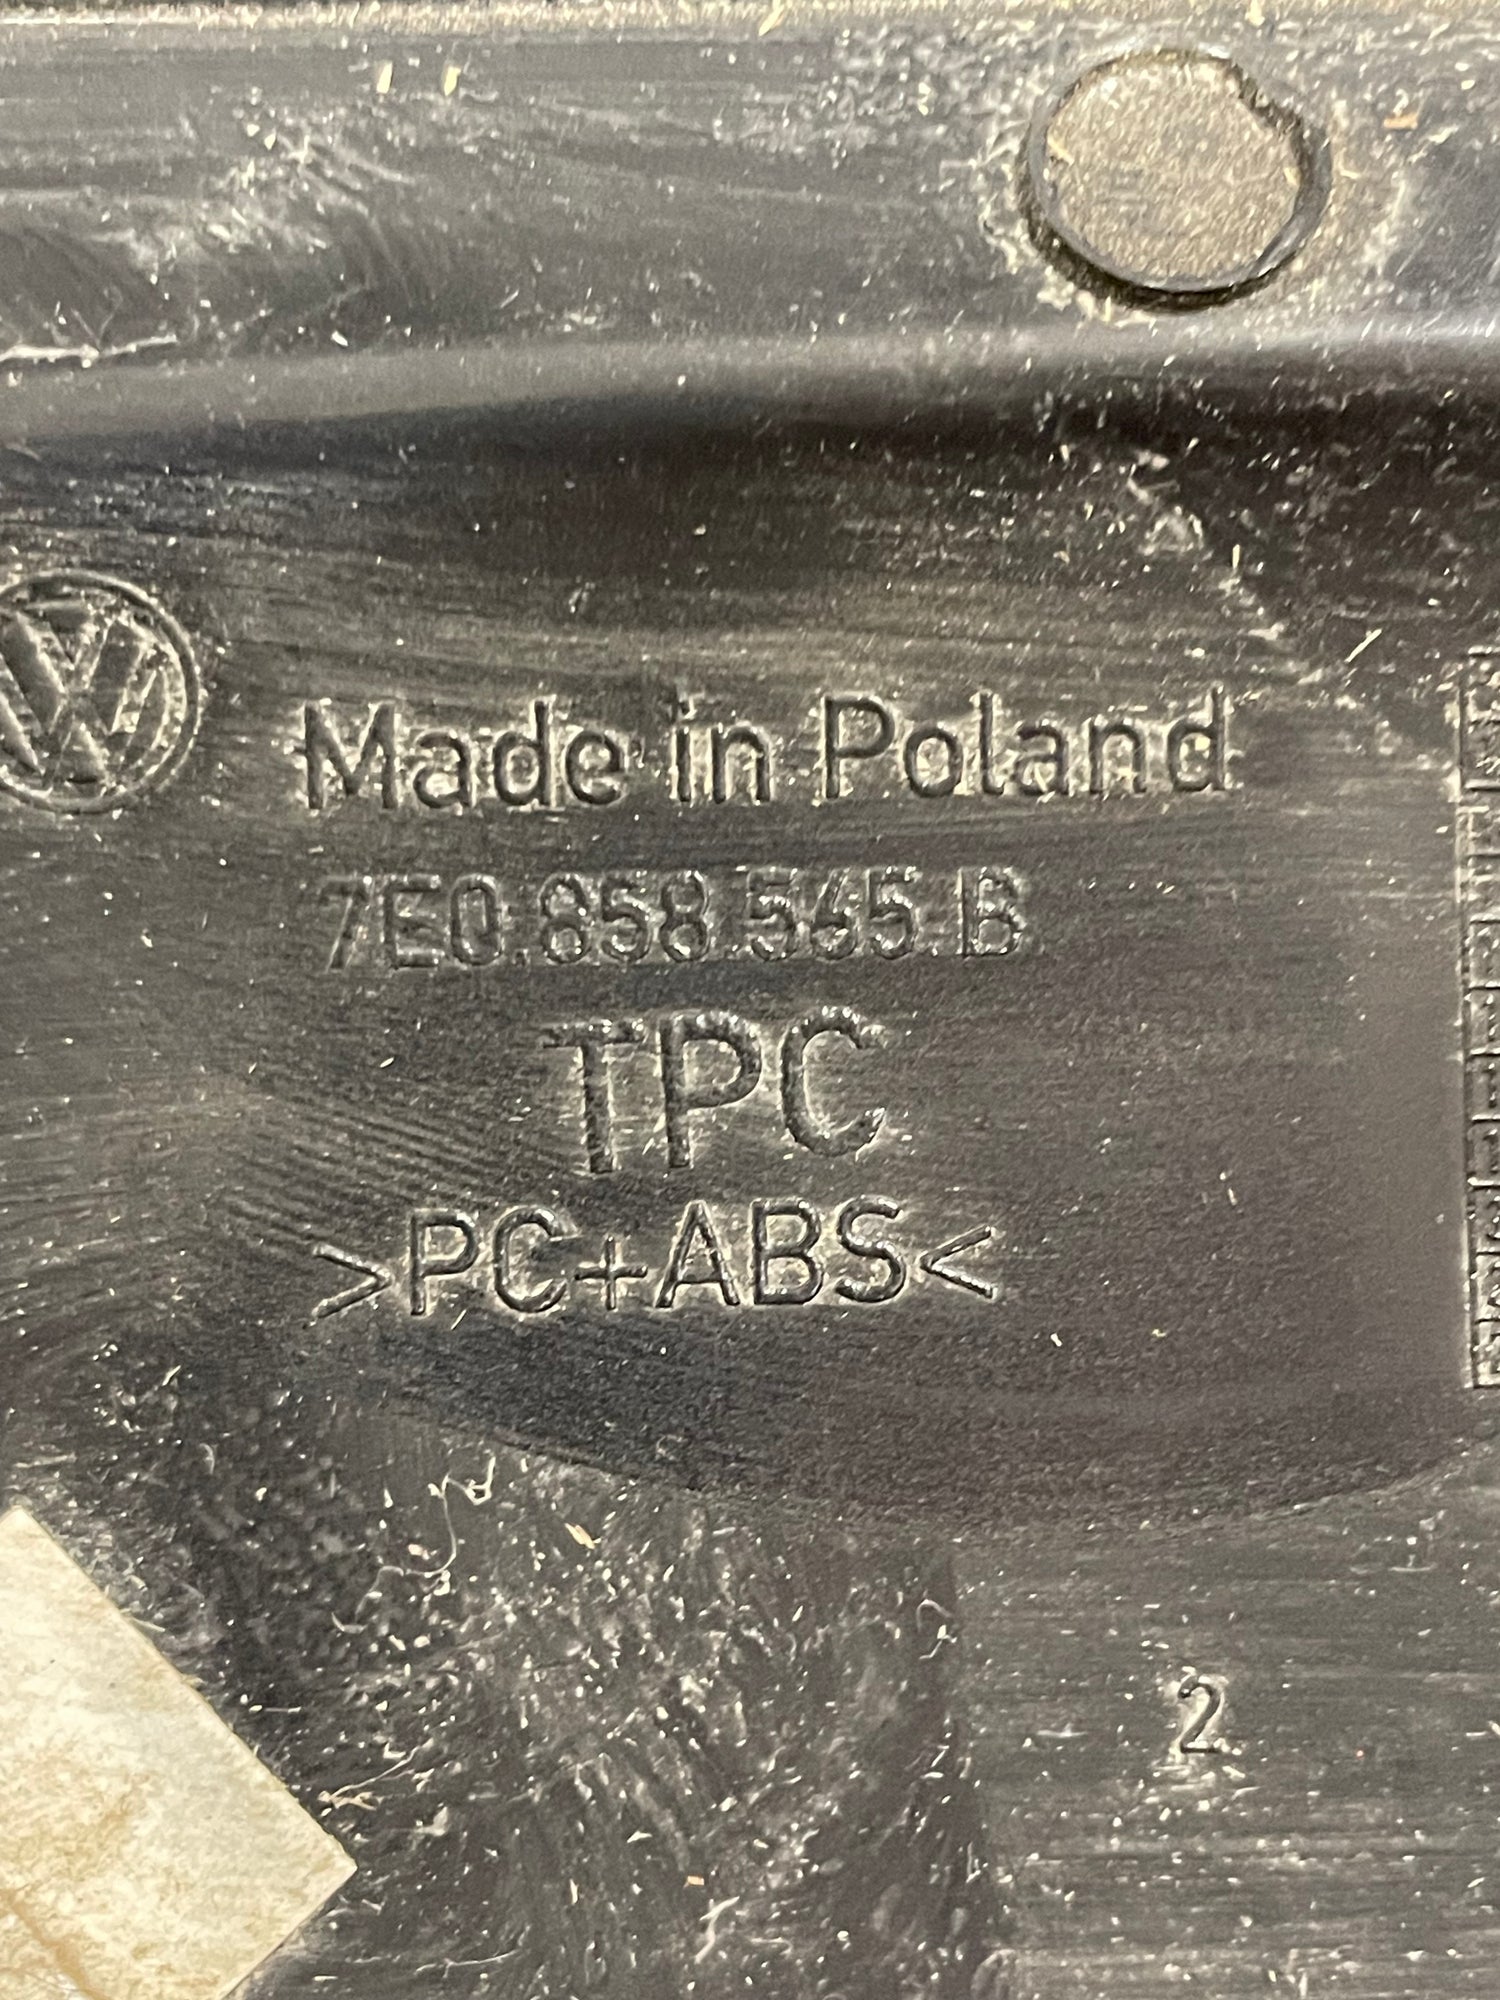 Made in Poland
7E0.858.565.B
TPC
>PC+ABS<
2